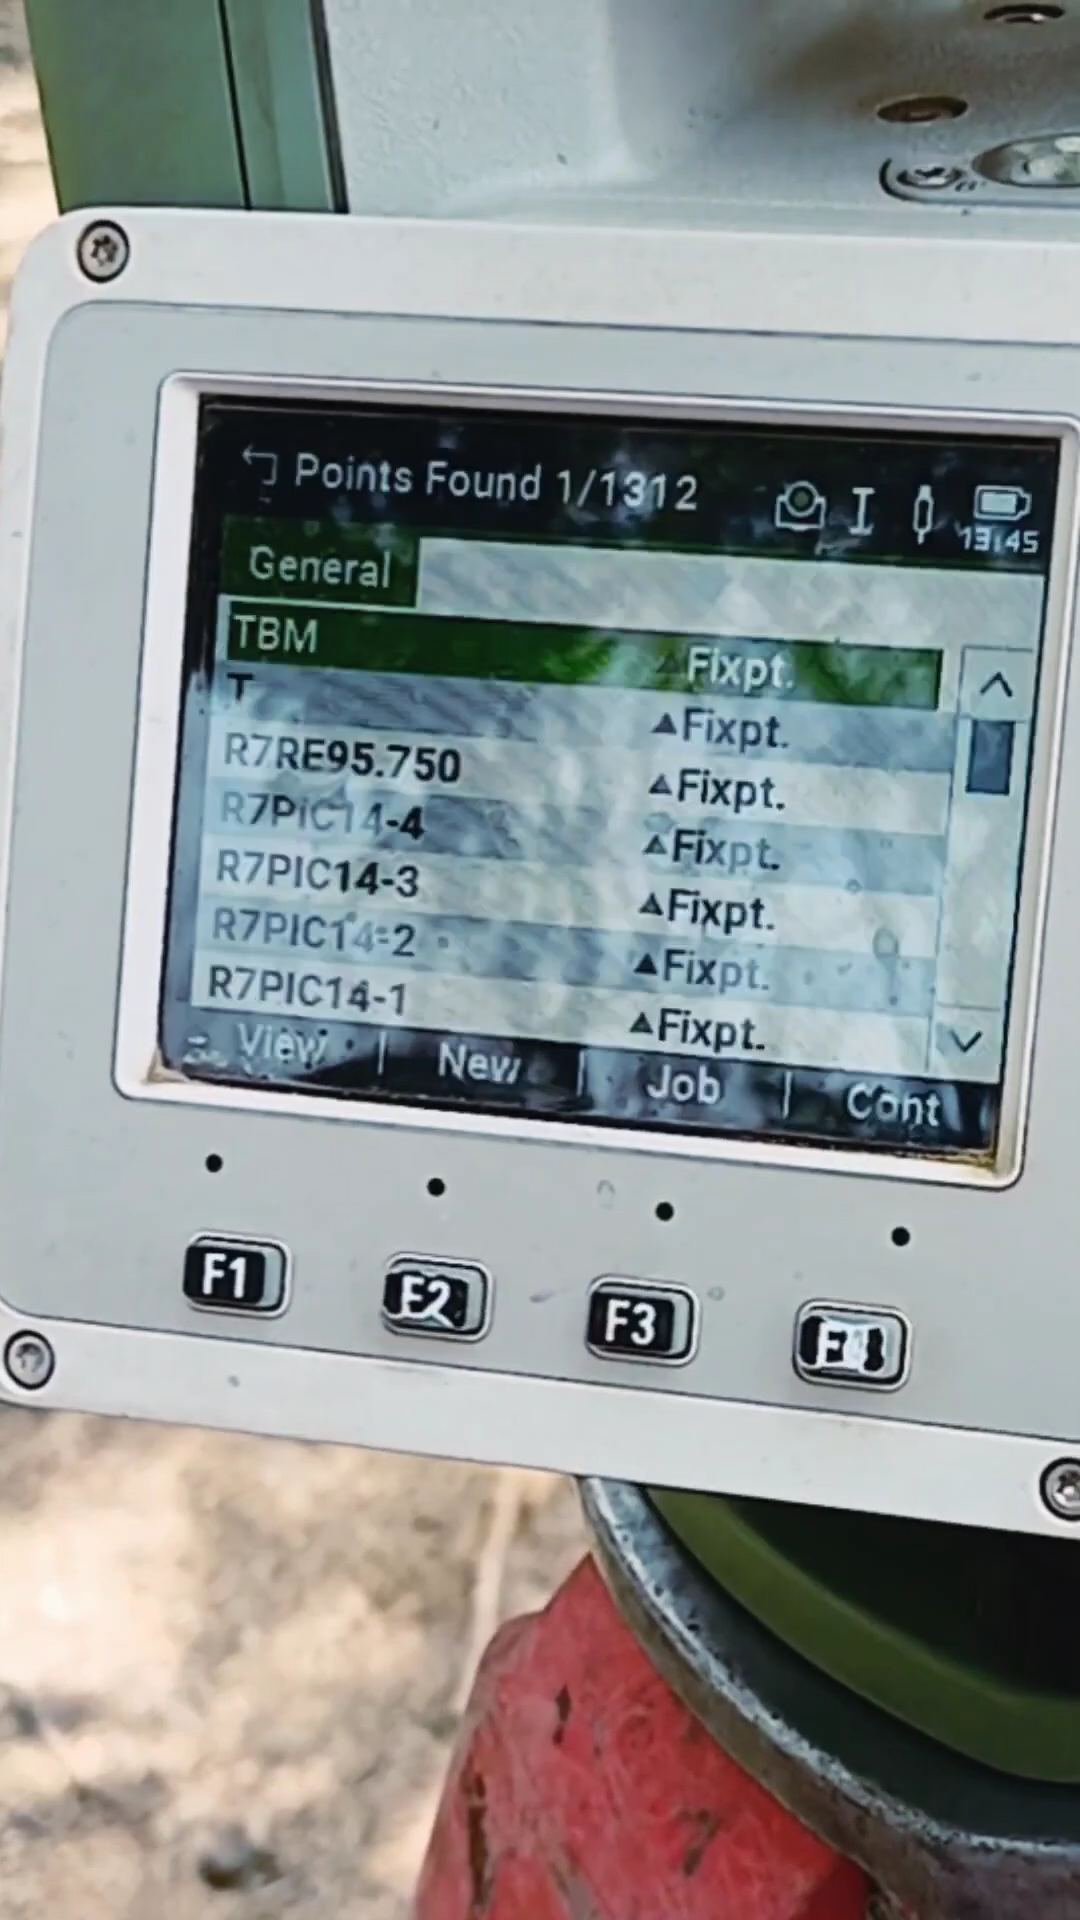 Points Found 1/1312
13:45
General
TBM Fixpt.
T Fixpt.
R7RE95.750 Fixpt.
R7PIC14-4 Fixpt.
R7PIC14-3 Fixpt.
R7PIC14-2 Fixpt.
R7PIC14-1 Fixpt.
View | New | Job | Cont
F1 F2 F3